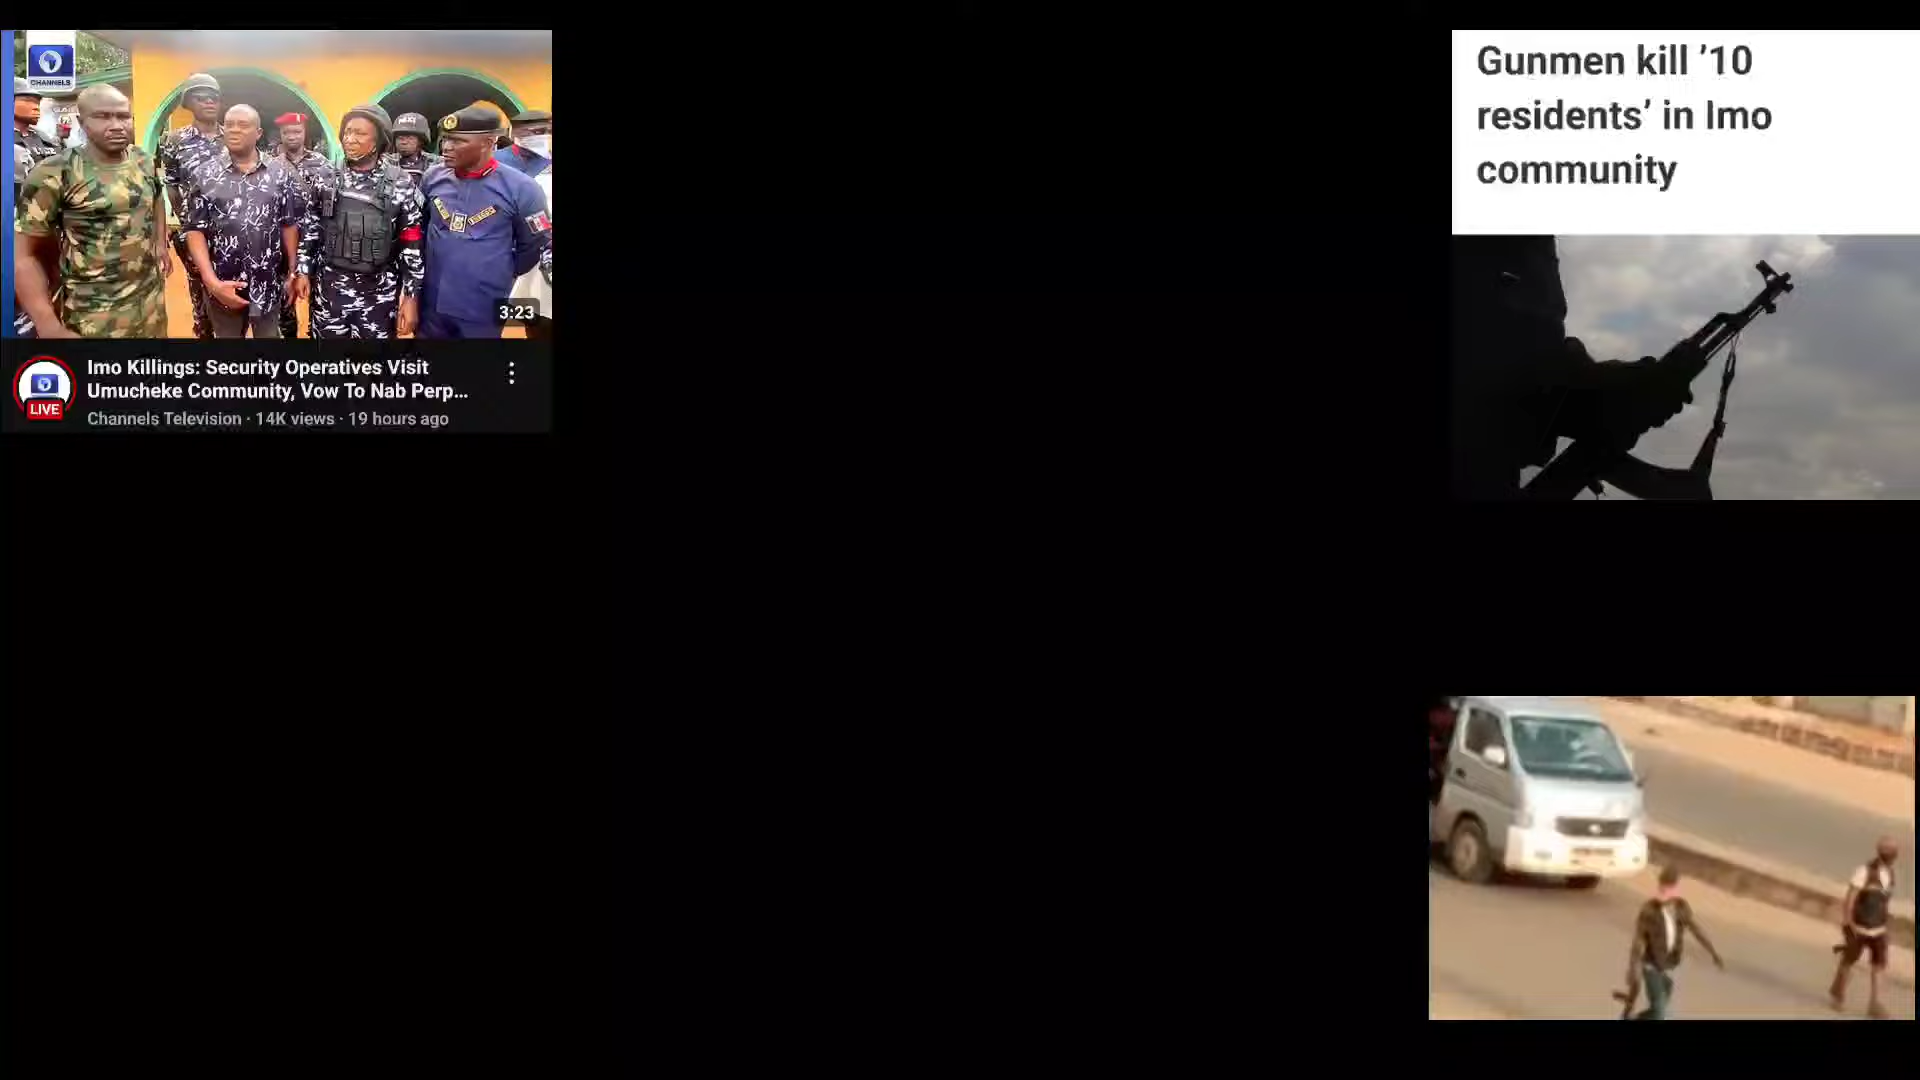 CHANNELS
3:23
Imo Killings: Security Operatives Visit
Umucheke Community, Vow To Nab Perp...
Channels Television · 14K views · 19 hours ago
LIVE
Gunmen kill ’10
residents’ in Imo
community